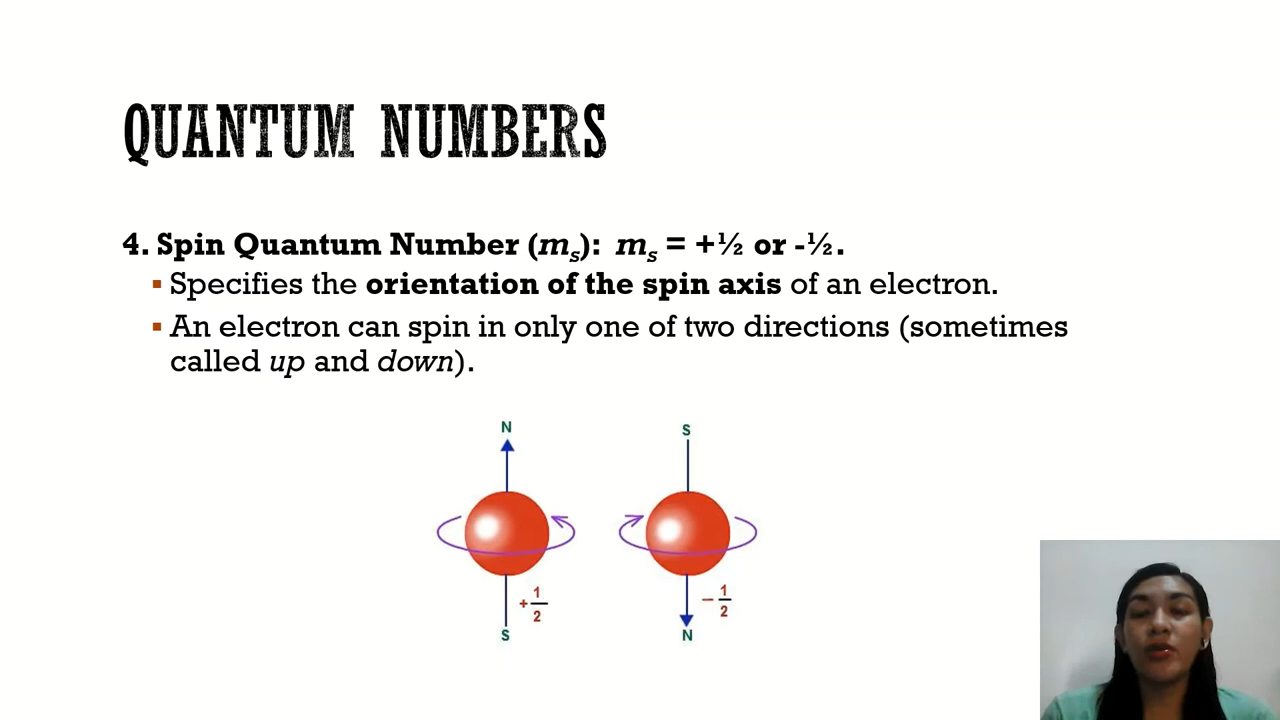 QUANTUM NUMBERS
4. Spin Quantum Number (ms): ms = +½ or -½.
▪ Specifies the orientation of the spin axis of an electron.
▪ An electron can spin in only one of two directions (sometimes
called up and down).
N
S
+ 1/2
− 1/2
S
N